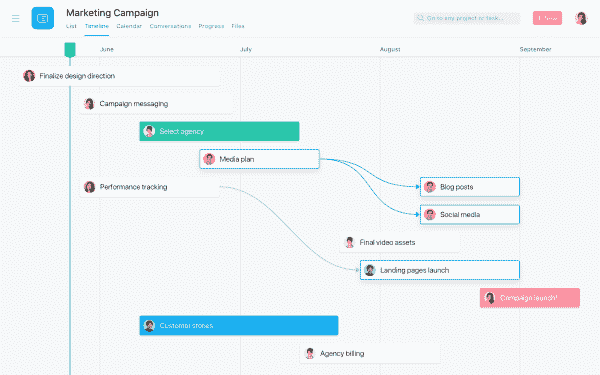 Marketing Campaign
List Timeline Calendar Conversations Progress Files
Go to any project or task...
June July August September
Finalize design direction
Campaign messaging
Select agency
Media plan
Performance tracking
Blog posts
Social media
Final video assets
Landing pages launch
Campaign launch!
Customer stories
Agency billing